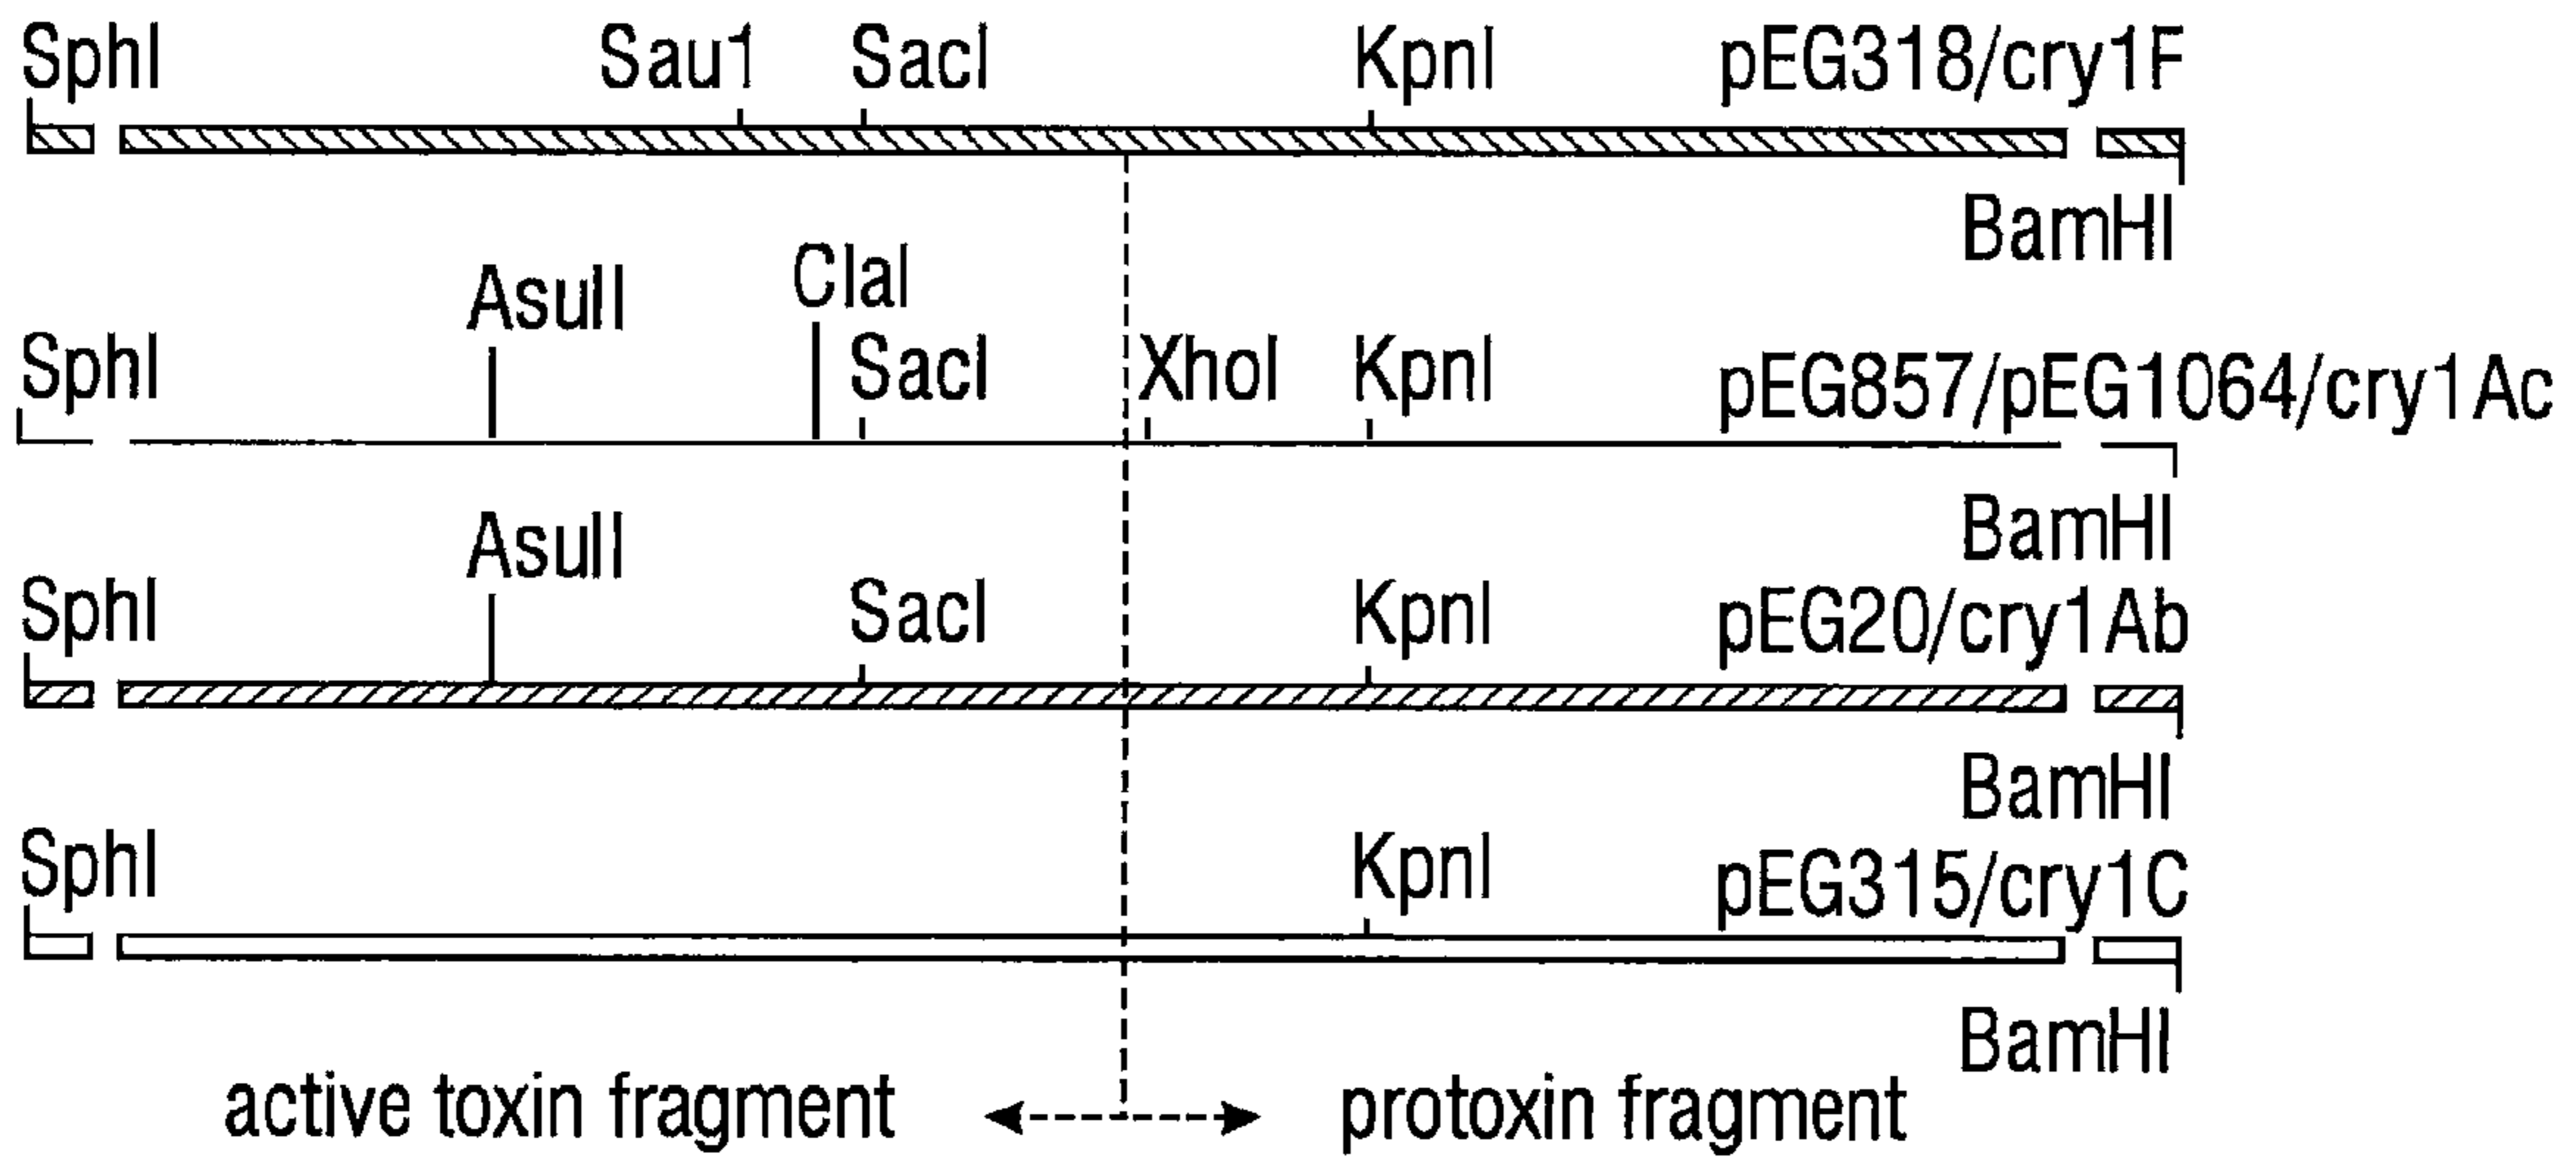 SphI Sau1 SacI KpnI pEG318/cry1F
BamHI
AsuII ClaI
SphI SacI XhoI KpnI pEG857/pEG1064/cry1Ac
BamHI
AsuII
SphI SacI KpnI pEG20/cry1Ab
BamHI
SphI KpnI pEG315/cry1C
BamHI
active toxin fragment protoxin fragment